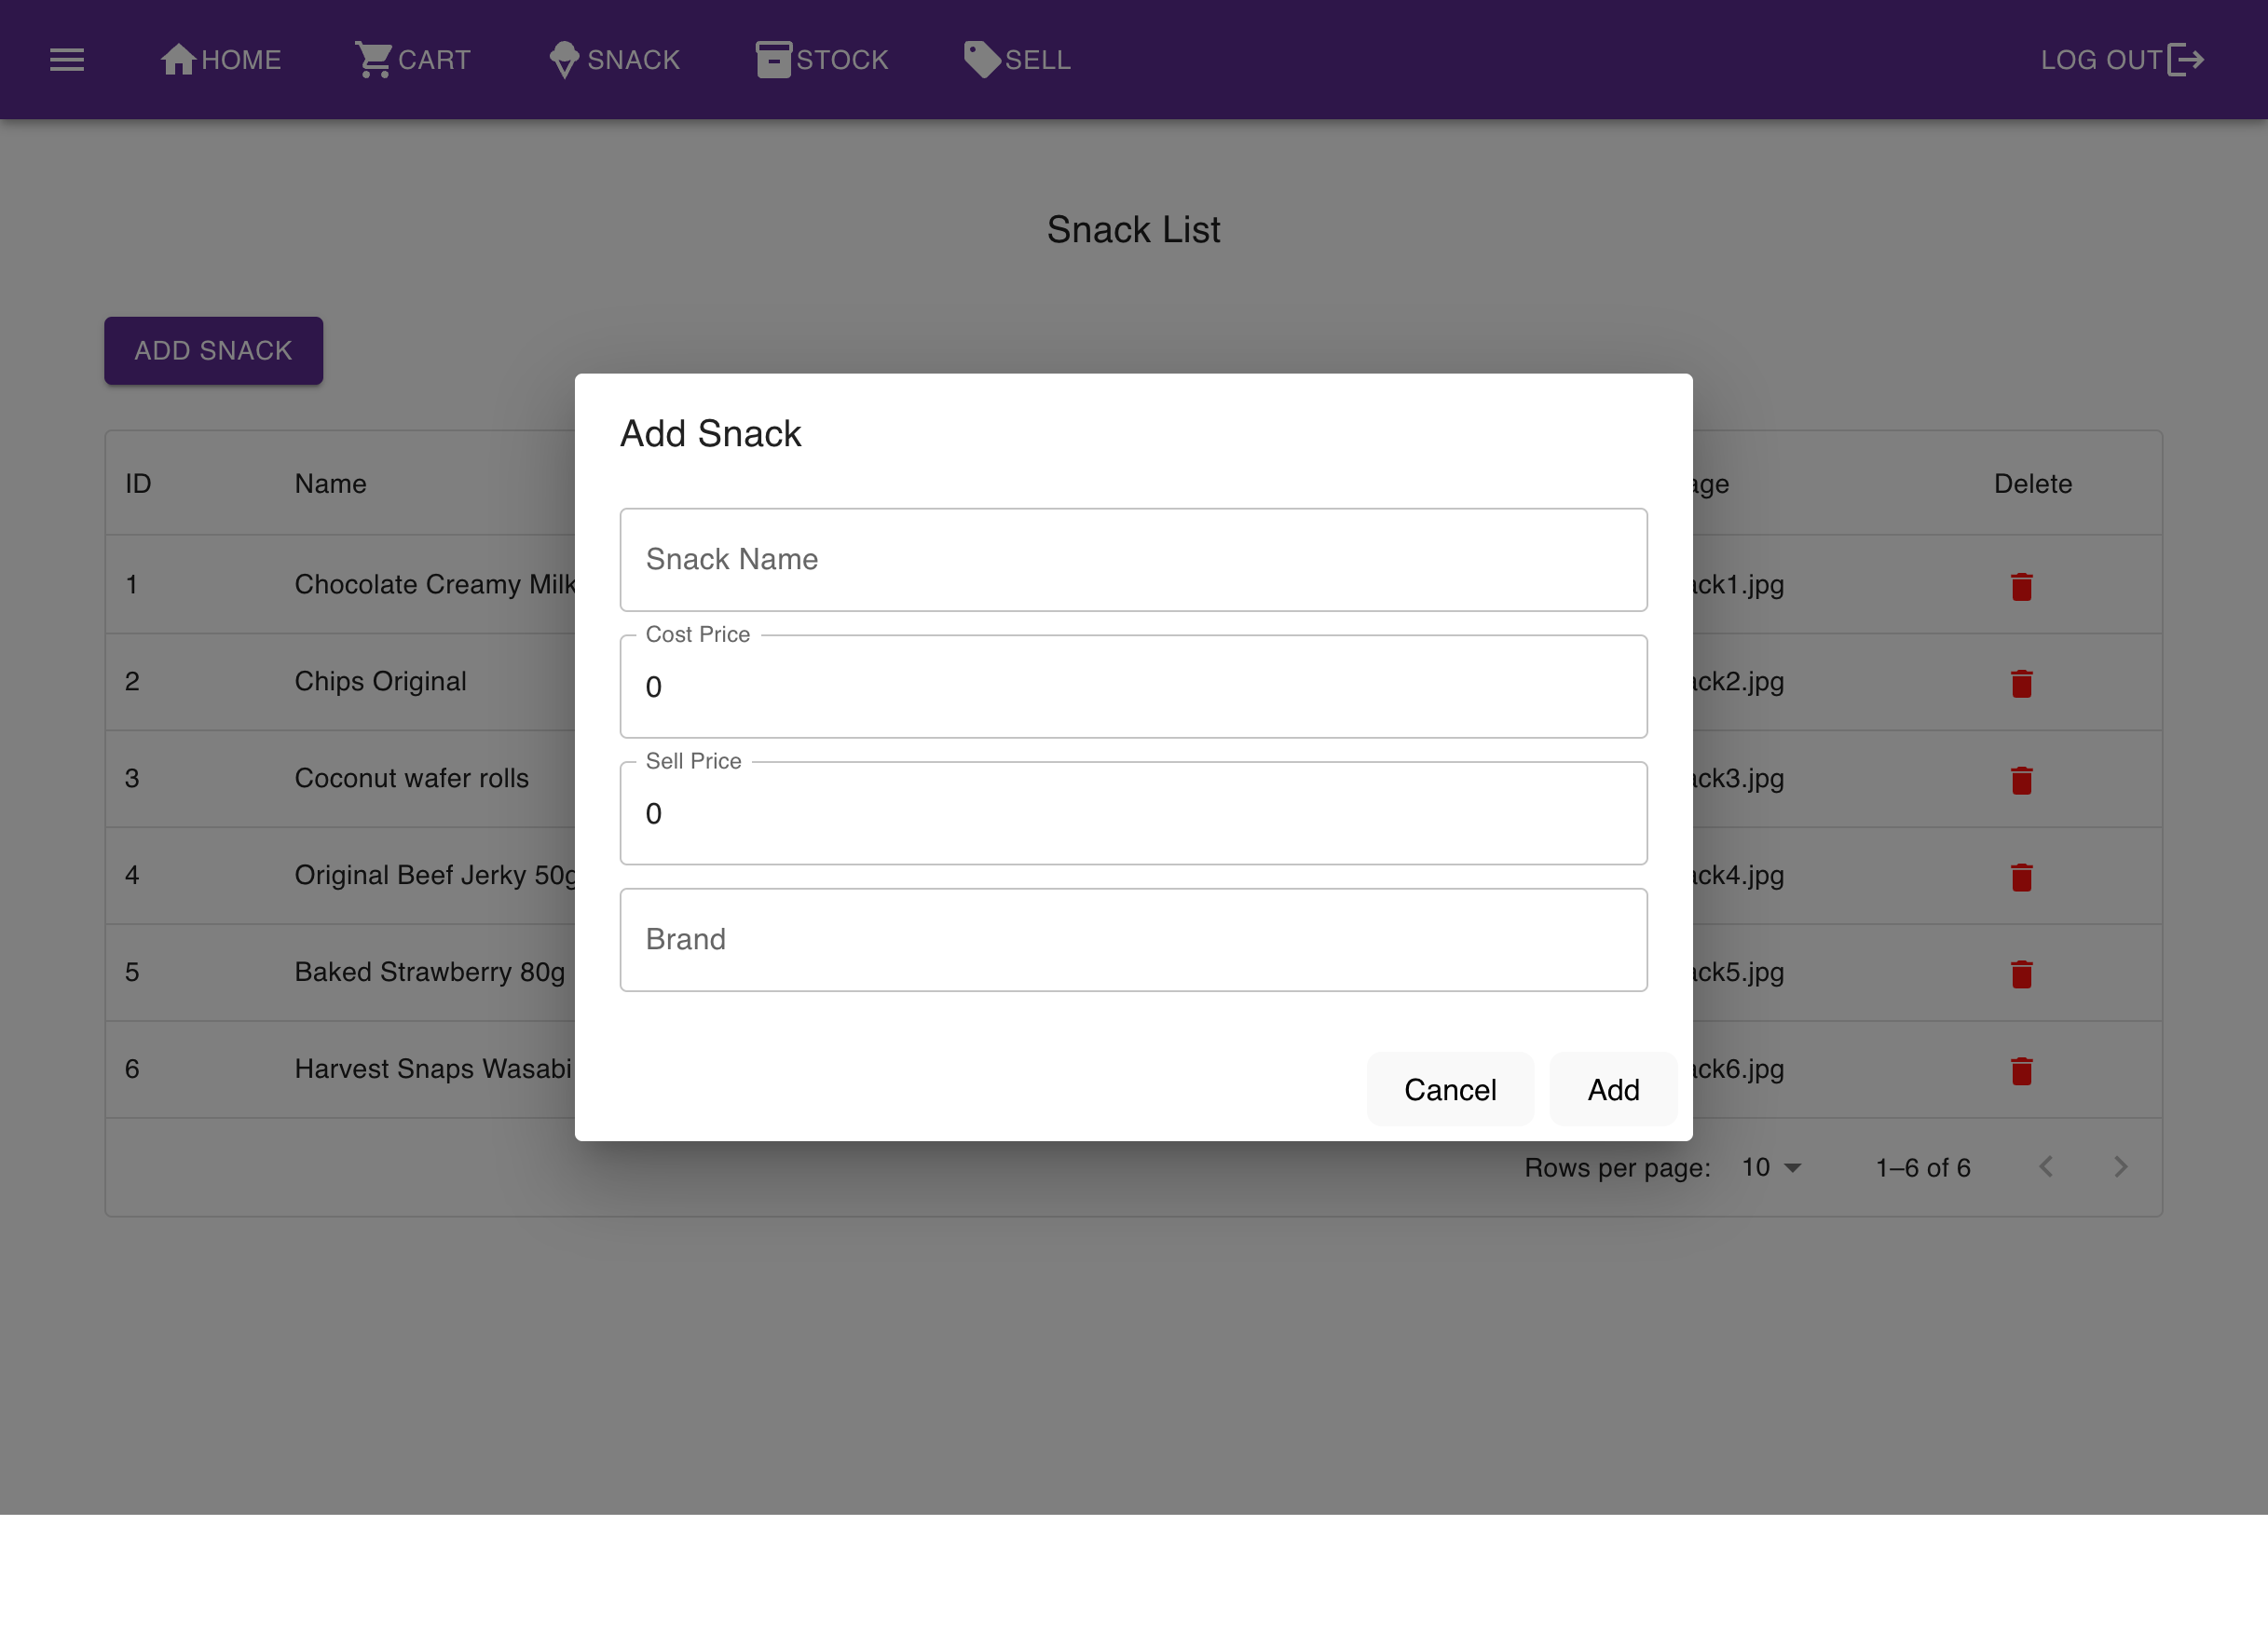 HOME CART SNACK STOCK SELL LOG OUT
Snack List
ADD SNACK
Add Snack
ID Name Delete
Snack Name
1 Chocolate Creamy Milk ck1.jpg
Cost Price
0
2 Chips Original ck2.jpg
Sell Price
0
3 Coconut wafer rolls ck3.jpg
4 Original Beef Jerky 50g ck4.jpg
Brand
5 Baked Strawberry 80g ck5.jpg
6 Harvest Snaps Wasabi ck6.jpg
Cancel Add
Rows per page: 10 1–6 of 6